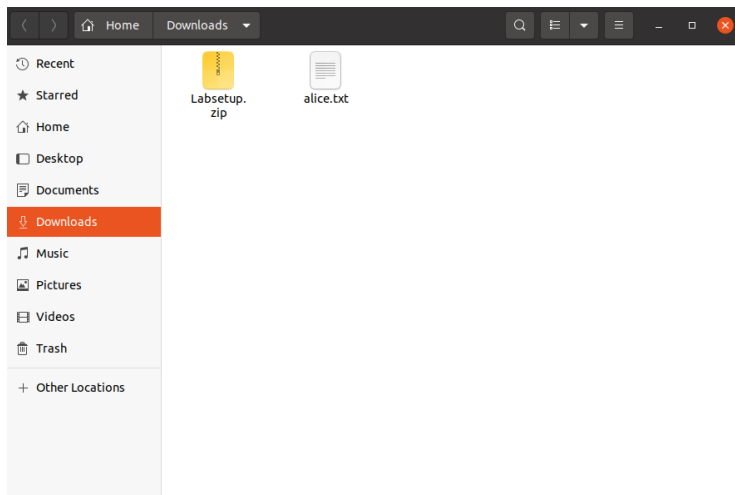 Home Downloads
Recent
Starred
Home
Desktop
Documents
Downloads
Music
Pictures
Videos
Trash
Other Locations
Labsetup.
zip
alice.txt